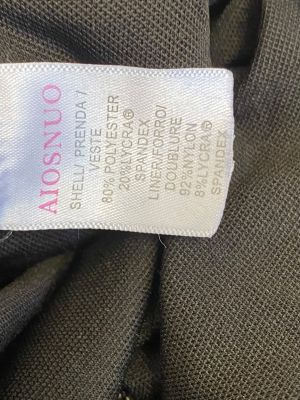 AIOSNUO
SHELL/ PRENDA /
VESTE
80% POLYESTER
20%LYCRA®
SPANDEX
LINER/FORRO/
DOUBLURE
92%NYLON
8%LYCRA®
SPANDEX